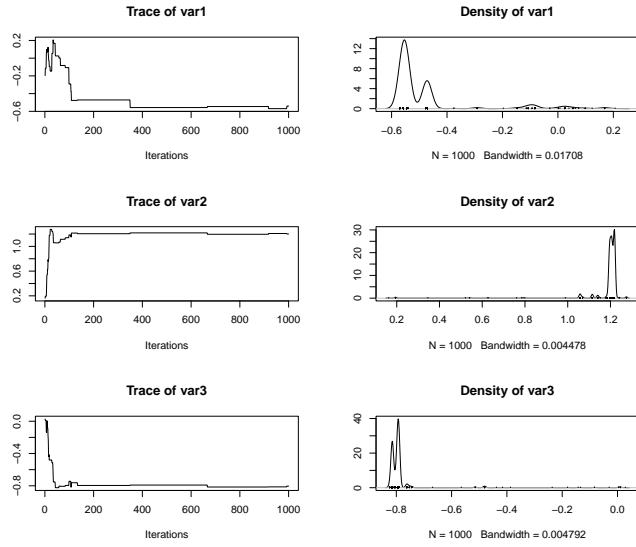 Trace of var1
Density of var1
0.2
−0.2
−0.6
0 200 400 600 800 1000
Iterations
12
8
4
0
−0.6 −0.4 −0.2 0.0 0.2
N = 1000 Bandwidth = 0.01708
Trace of var2
Density of var2
1.0
0.6
0.2
0 200 400 600 800 1000
Iterations
30
20
10
0
0.2 0.4 0.6 0.8 1.0 1.2
N = 1000 Bandwidth = 0.004478
Trace of var3
Density of var3
0.0
−0.4
−0.8
0 200 400 600 800 1000
Iterations
40
20
0
−0.8 −0.6 −0.4 −0.2 0.0
N = 1000 Bandwidth = 0.004792